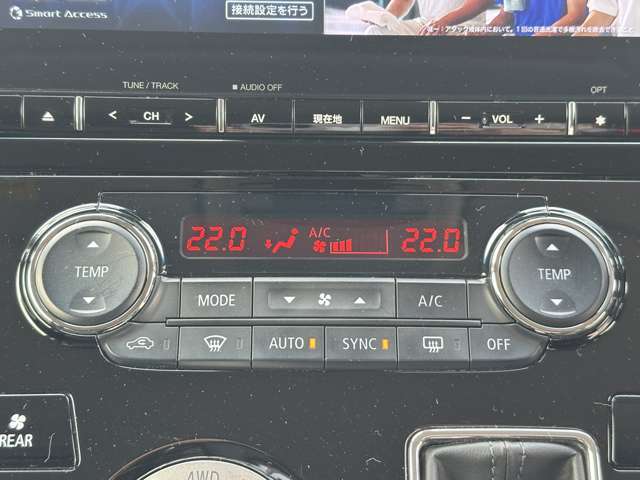 Smart Access
接続設定を行う
TUNE / TRACK
■ AUDIO OFF
OPT
< CH >
AV
現在地
MENU
− VOL +
22.0
A/C
22.0
TEMP
TEMP
MODE
A/C
AUTO
SYNC
OFF
REAR
4WD